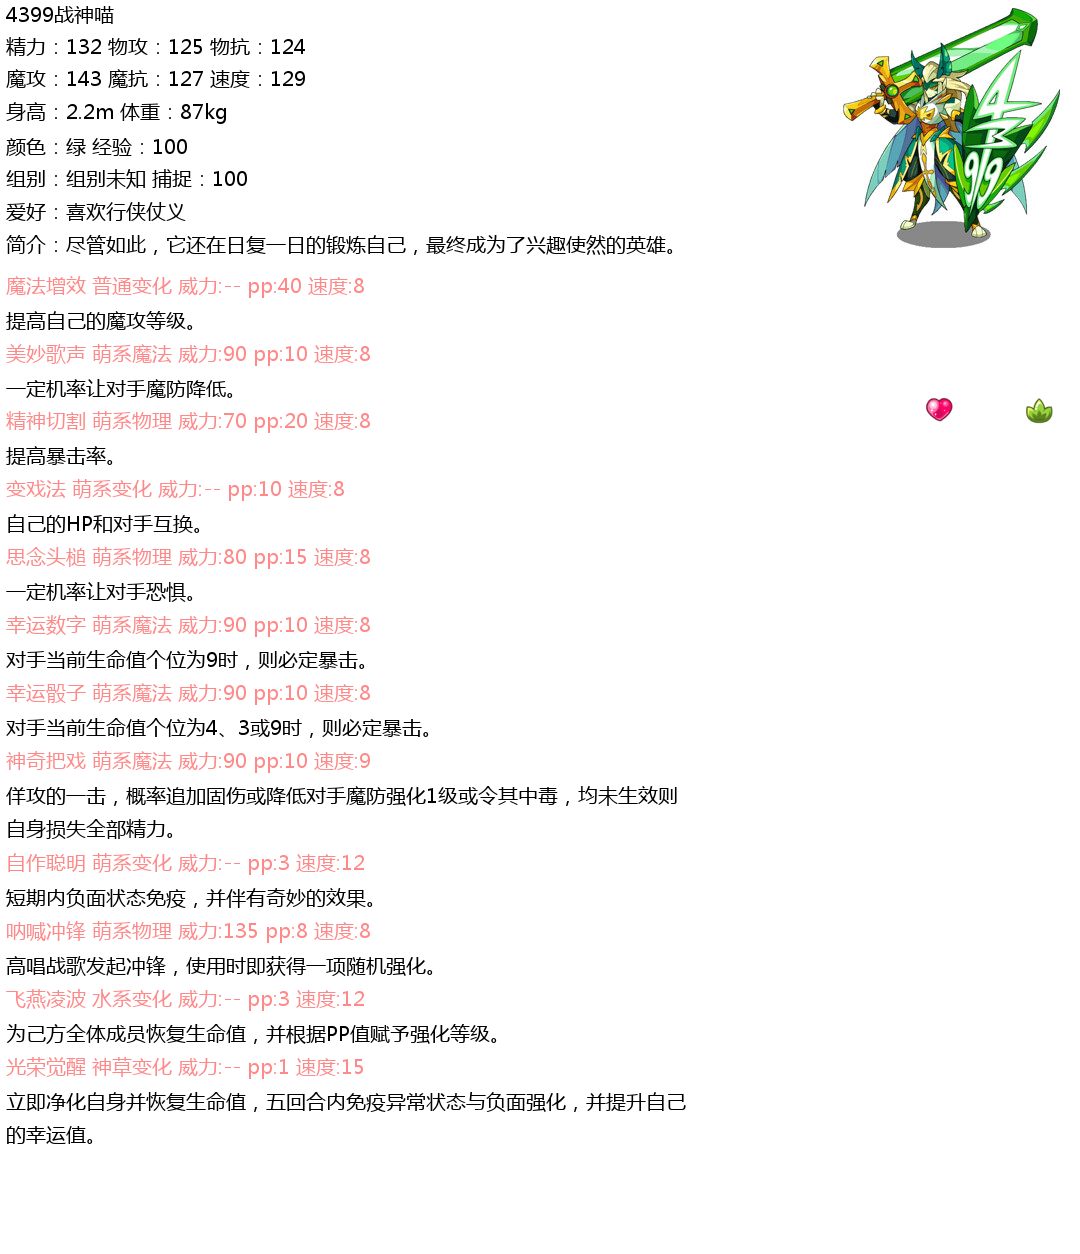 4399战神喵
精力：132 物攻：125 物抗：124
魔攻：143 魔抗：127 速度：129
身高：2.2m 体重：87kg
颜色：绿 经验：100
组别：组别未知 捕捉：100
爱好：喜欢行侠仗义
简介：尽管如此，它还在日复一日的锻炼自己，最终成为了兴趣使然的英雄。
魔法增效 普通变化 威力:-- pp:40 速度:8
提高自己的魔攻等级。
美妙歌声 萌系魔法 威力:90 pp:10 速度:8
一定机率让对手魔防降低。
精神切割 萌系物理 威力:70 pp:20 速度:8
提高暴击率。
变戏法 萌系变化 威力:-- pp:10 速度:8
自己的HP和对手互换。
思念头槌 萌系物理 威力:80 pp:15 速度:8
一定机率让对手恐惧。
幸运数字 萌系魔法 威力:90 pp:10 速度:8
对手当前生命值个位为9时，则必定暴击。
幸运骰子 萌系魔法 威力:90 pp:10 速度:8
对手当前生命值个位为4、3或9时，则必定暴击。
神奇把戏 萌系魔法 威力:90 pp:10 速度:9
佯攻的一击，概率追加固伤或降低对手魔防强化1级或令其中毒，均未生效则
自身损失全部精力。
自作聪明 萌系变化 威力:-- pp:3 速度:12
短期内负面状态免疫，并伴有奇妙的效果。
呐喊冲锋 萌系物理 威力:135 pp:8 速度:8
高唱战歌发起冲锋，使用时即获得一项随机强化。
飞燕凌波 水系变化 威力:-- pp:3 速度:12
为己方全体成员恢复生命值，并根据PP值赋予强化等级。
光荣觉醒 神草变化 威力:-- pp:1 速度:15
立即净化自身并恢复生命值，五回合内免疫异常状态与负面强化，并提升自己
的幸运值。
4
3
9
9